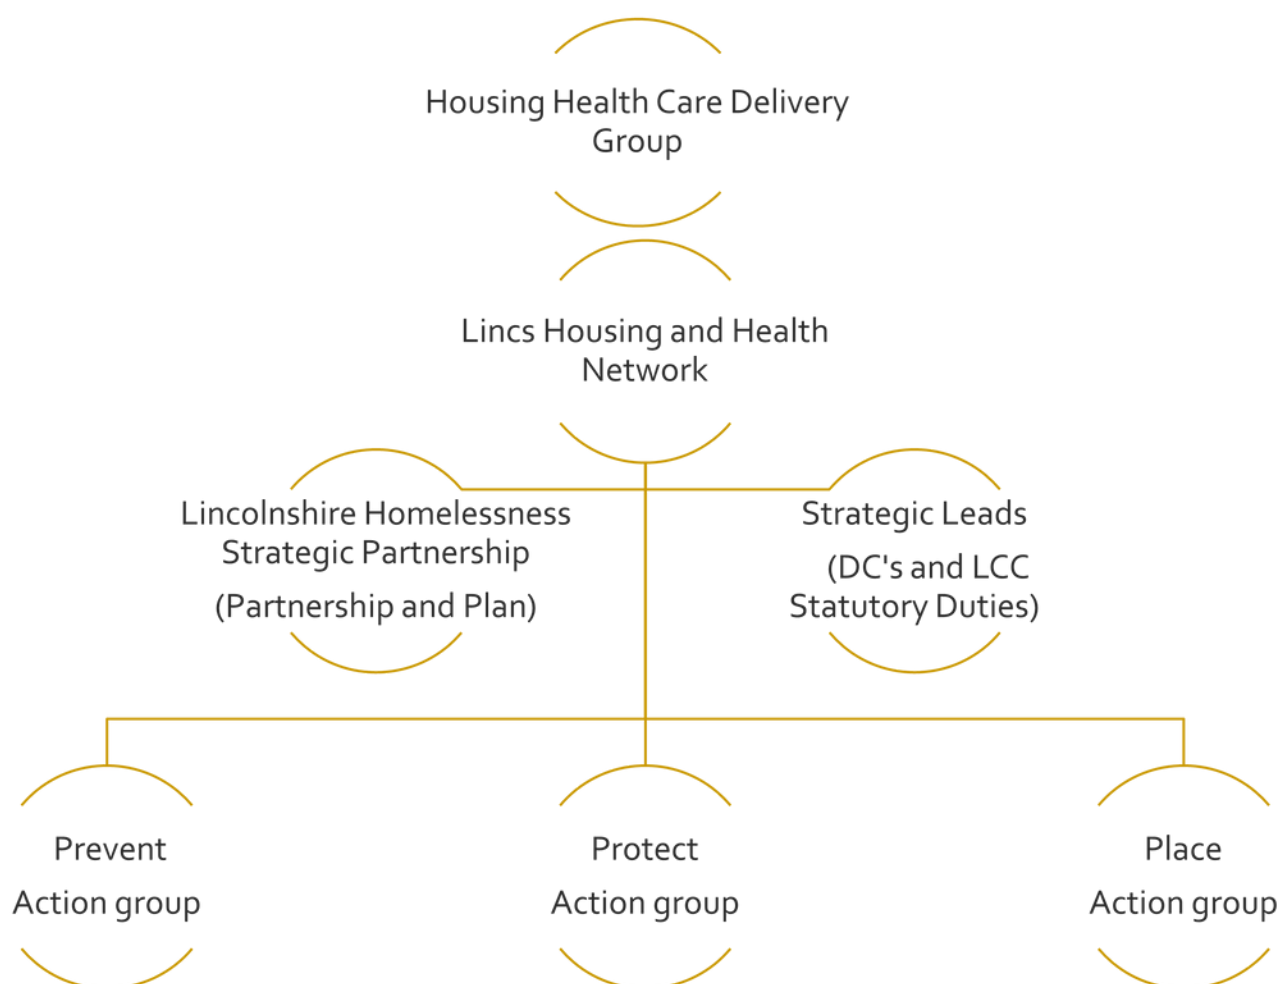 Housing Health Care Delivery
Group
Lincs Housing and Health
Network
Lincolnshire Homelessness
Strategic Partnership
(Partnership and Plan)
Strategic Leads
(DC's and LCC
Statutory Duties)
Prevent
Action group
Protect
Action group
Place
Action group